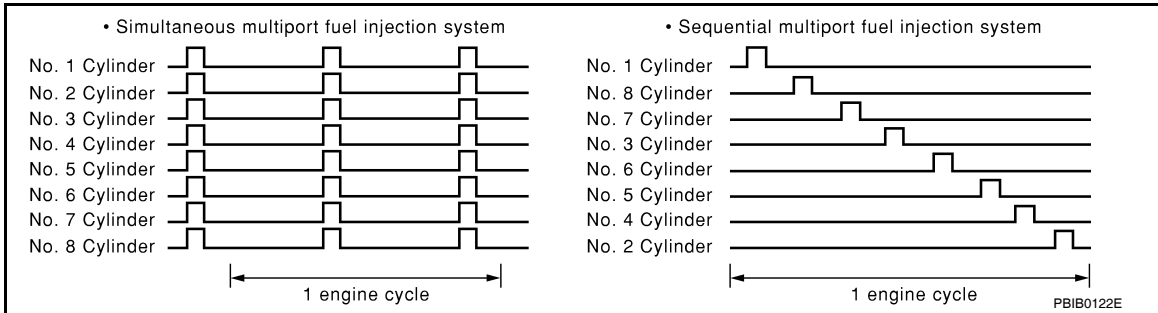 • Simultaneous multiport fuel injection system
No. 1 Cylinder
No. 2 Cylinder
No. 3 Cylinder
No. 4 Cylinder
No. 5 Cylinder
No. 6 Cylinder
No. 7 Cylinder
No. 8 Cylinder
1 engine cycle
• Sequential multiport fuel injection system
No. 1 Cylinder
No. 8 Cylinder
No. 7 Cylinder
No. 3 Cylinder
No. 6 Cylinder
No. 5 Cylinder
No. 4 Cylinder
No. 2 Cylinder
1 engine cycle
PBIB0122E